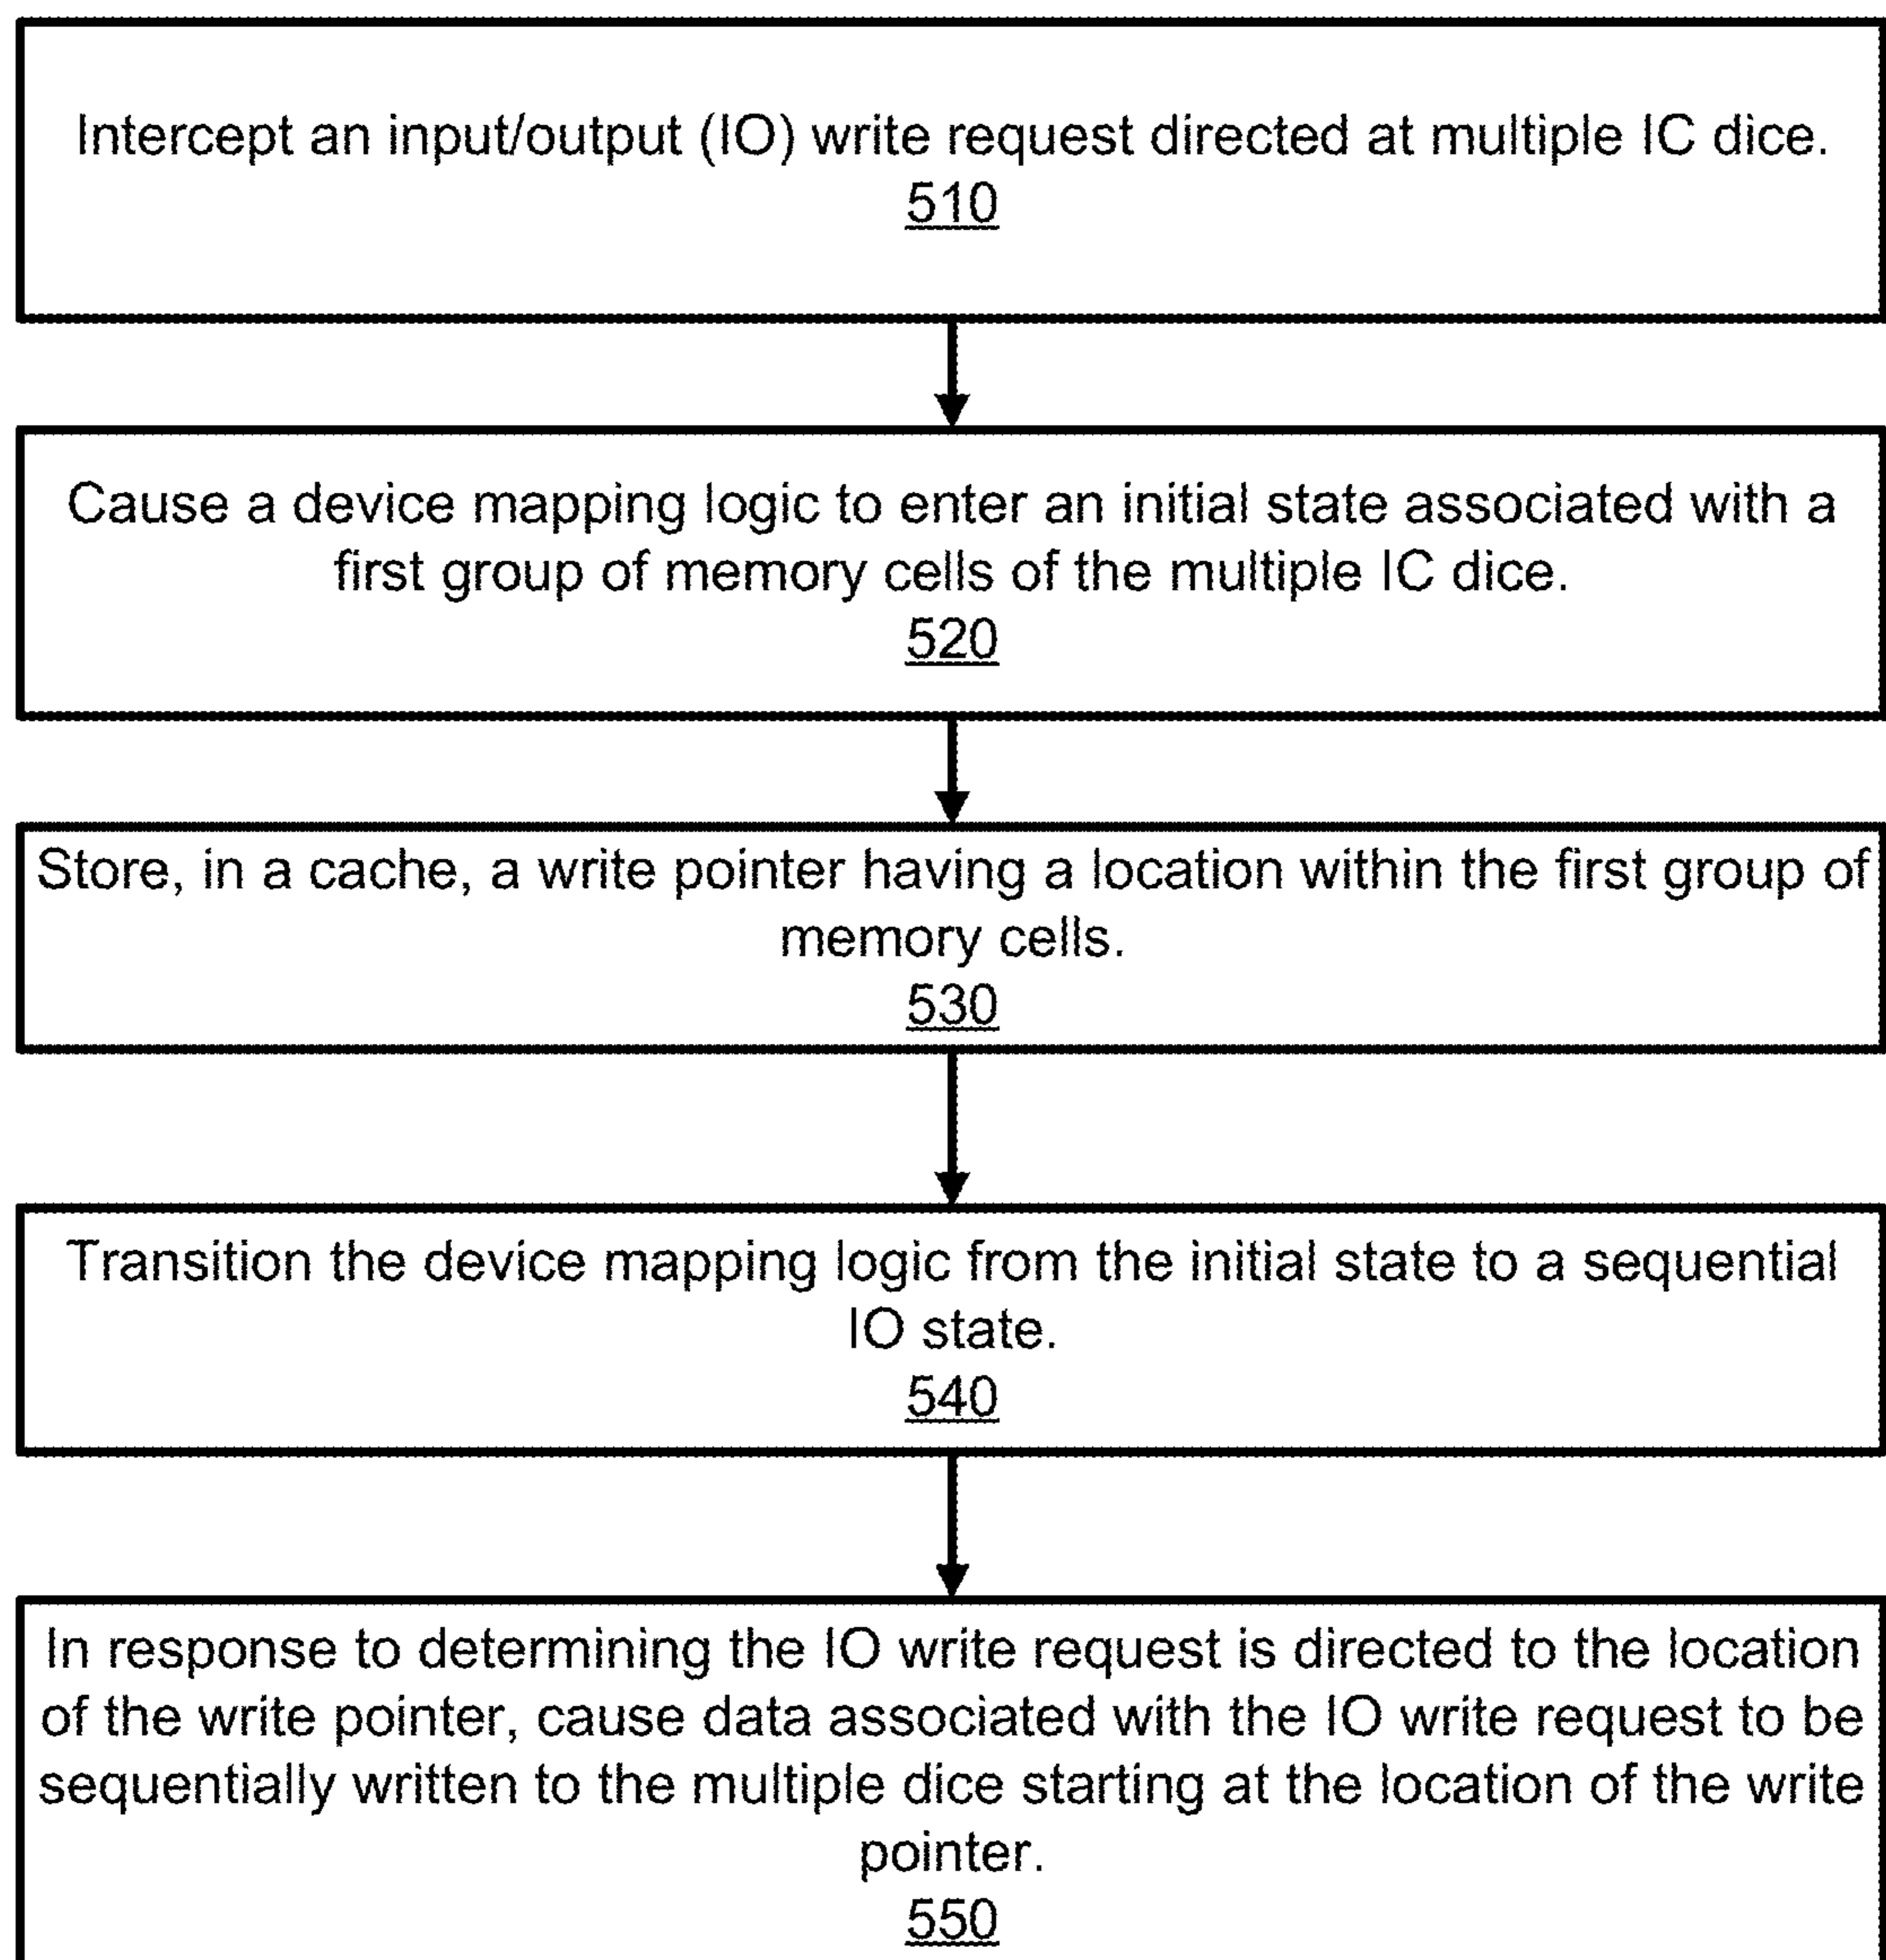 Intercept an input/output (IO) write request directed at multiple IC dice.
510
Cause a device mapping logic to enter an initial state associated with a
first group of memory cells of the multiple IC dice.
520
Store, in a cache, a write pointer having a location within the first group of
memory cells.
530
Transition the device mapping logic from the initial state to a sequential
IO state.
540
In response to determining the IO write request is directed to the location
of the write pointer, cause data associated with the IO write request to be
sequentially written to the multiple dice starting at the location of the write
pointer.
550